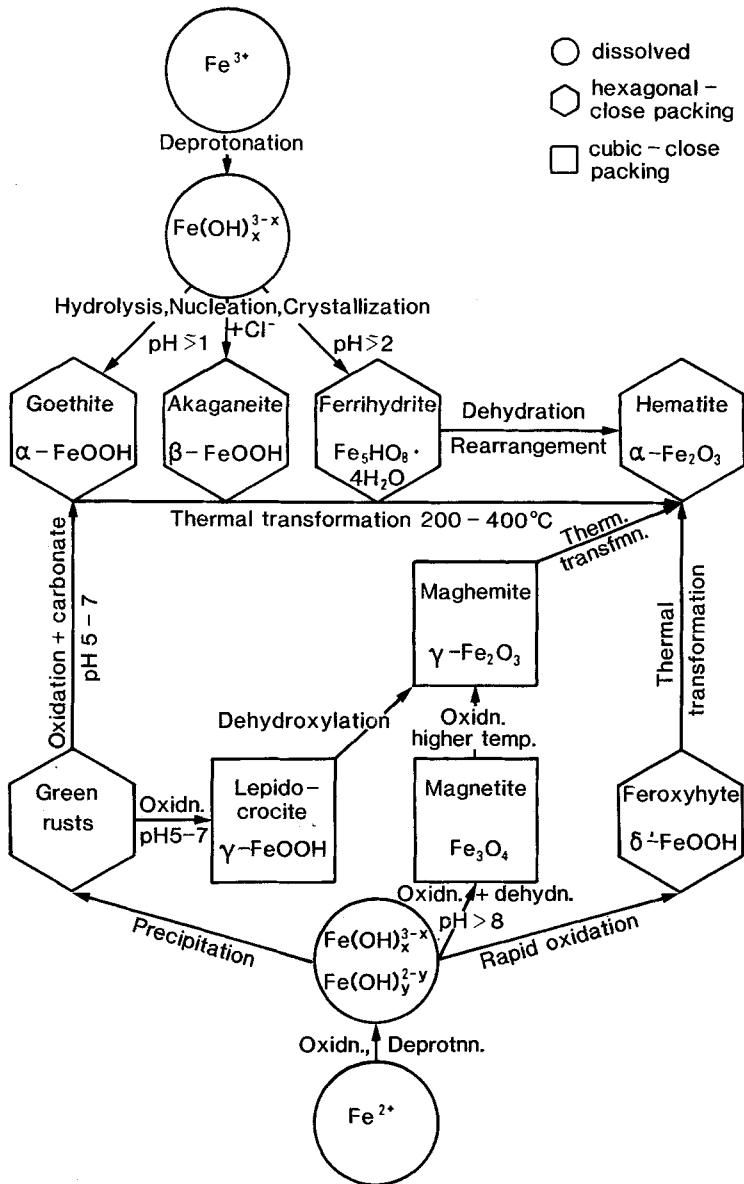 Fe³⁺
dissolved
hexagonal-
close packing
cubic-close
packing
Deprotonation
Fe(OH)ₓ³⁻ˣ
Hydrolysis,Nucleation,Crystallization
+Cl⁻
pH ≥1
pH ≥2
Goethite
α-FeOOH
Akaganeite
β-FeOOH
Ferrihydrite
Fe₅HO₈·
4H₂O
Dehydration
Rearrangement
Hematite
α-Fe₂O₃
Thermal transformation 200-400°C
Therm.
transfmn.
Oxidation + carbonate
pH 5-7
Maghemite
γ-Fe₂O₃
Thermal
transformation
Dehydroxylation
Oxidn.
higher temp.
Green
rusts
Oxidn.
pH5-7
Lepido-
crocite
γ-FeOOH
Magnetite
Fe₃O₄
Feroxyhyte
δ'-FeOOH
Oxidn. + dehydn.
pH>8
Precipitation
Fe(OH)ₓ³⁻ˣ
Fe(OH)ᵧ²⁻ʸ
Rapid oxidation
Oxidn., Deprotnn.
Fe²⁺